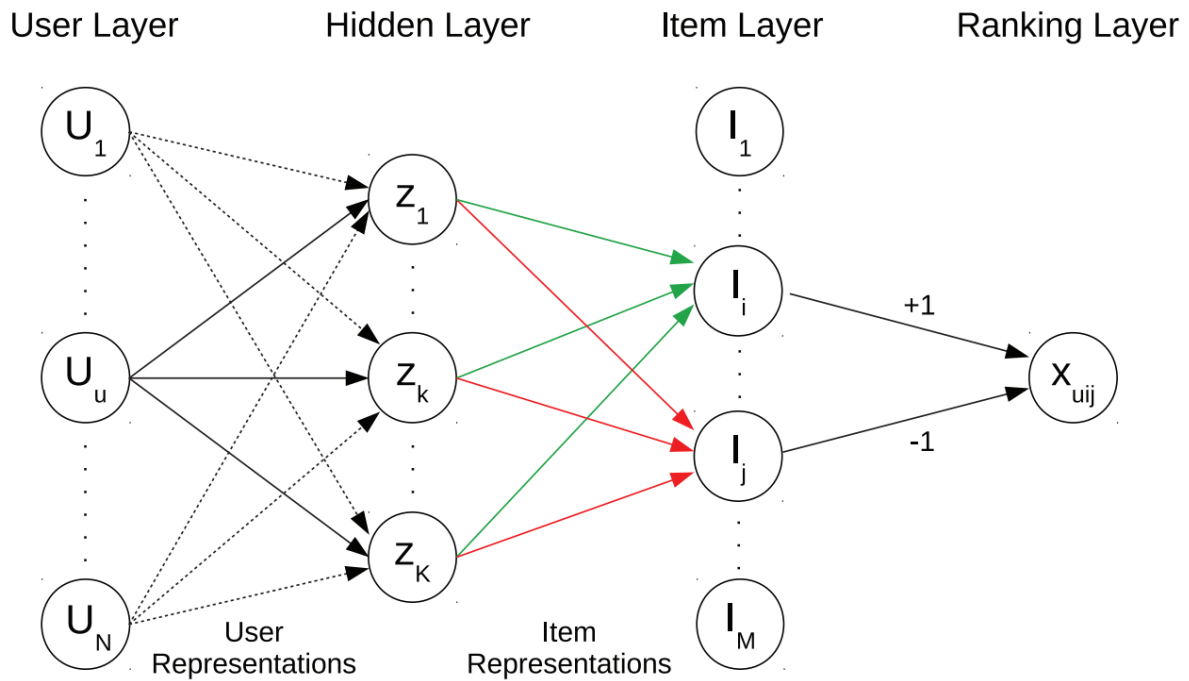 User Layer
Hidden Layer
Item Layer
Ranking Layer
U1
Uu
UN
z1
zk
zK
I1
Ii
Ij
IM
+1
-1
xuij
User
Representations
Item
Representations